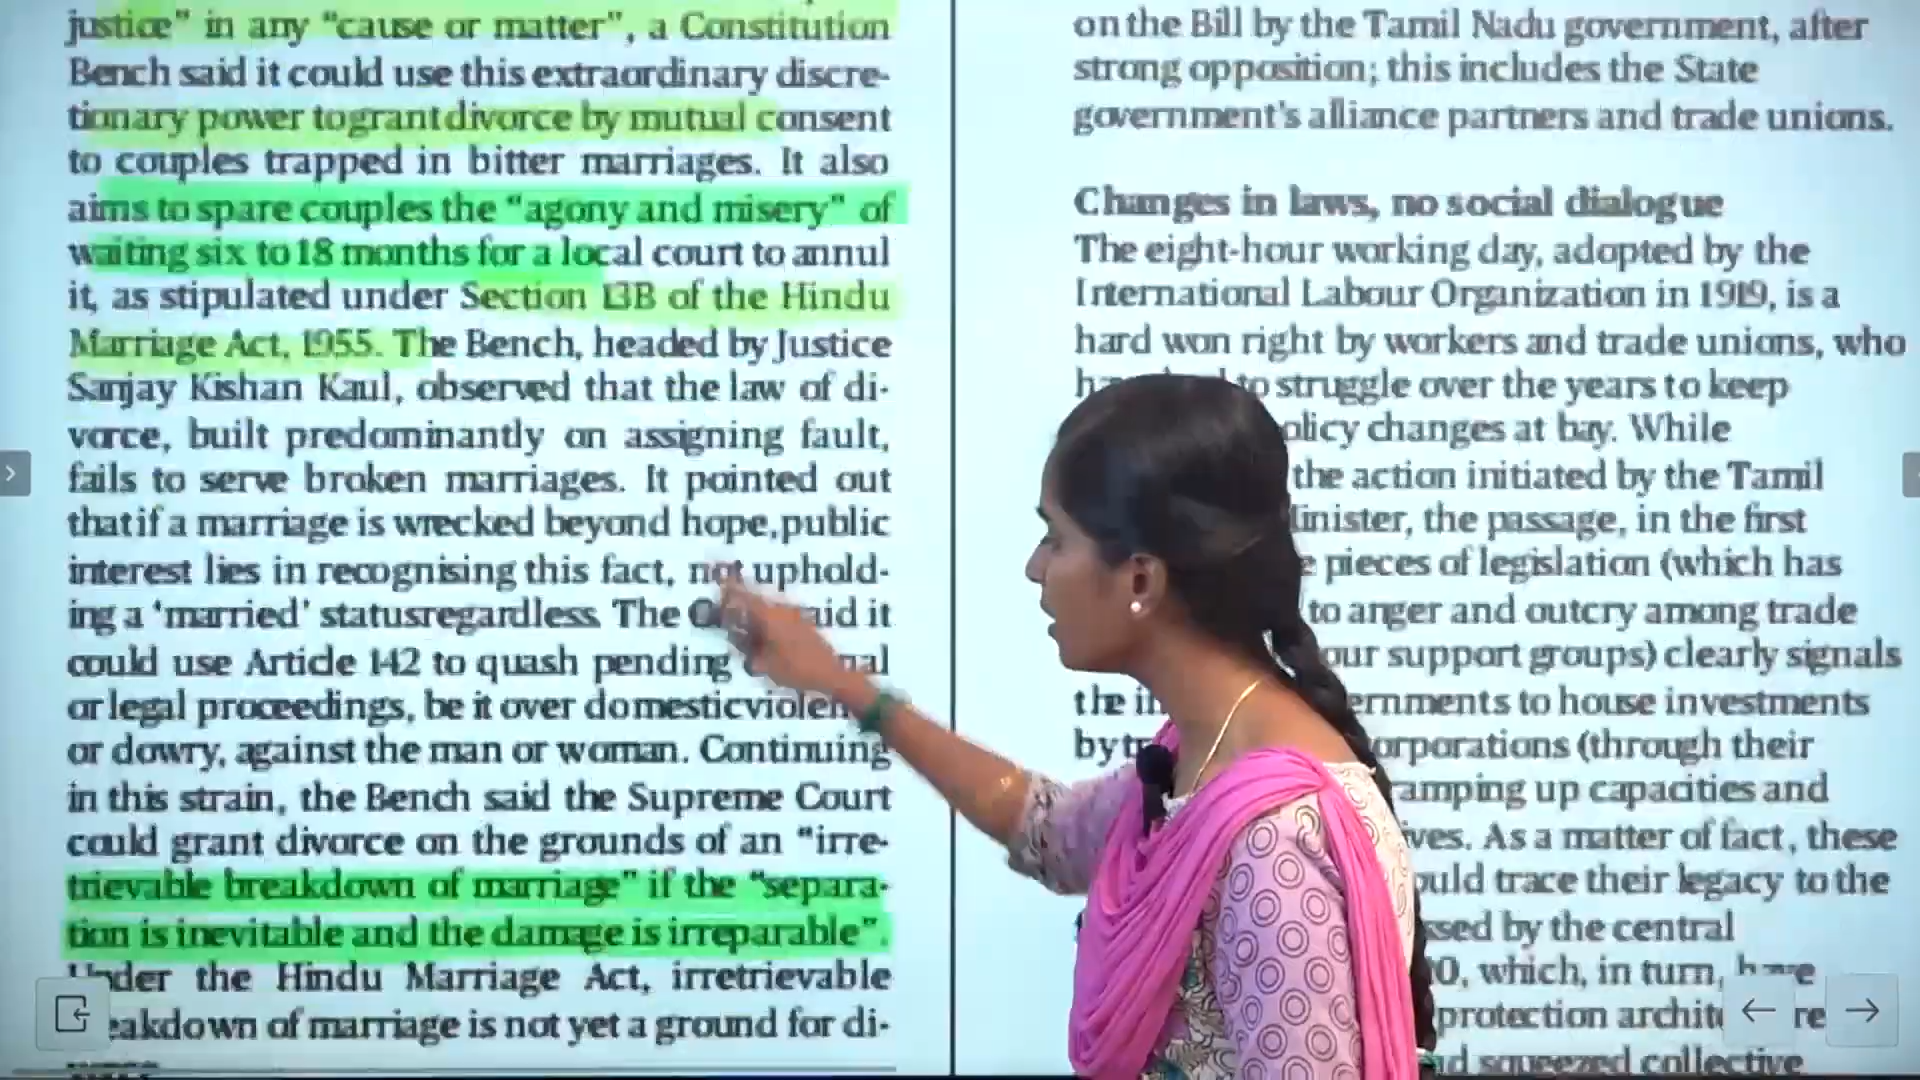 justice” in any “cause or matter”, a Constitution
Bench said it could use this extraordinary discre-
tionary power togrant divorce by mutual consent
to couples trapped in bitter marriages. It also
aims to spare couples the “agony and misery” of
waiting six to 18 months for a local court to annul
it, as stipulated under Section 13B of the Hindu
Marriage Act, 1955. The Bench, headed by Justice
Sanjay Kishan Kaul, observed that the law of di-
vorce, built predominantly on assigning fault,
fails to serve broken marriages. It pointed out
that if a marriage is wrecked beyond hope, public
interest lies in recognising this fact, not uphold-
ing a ‘married’ statusregardless. The said it
could use Article 142 to quash pending
or legal proceedings, be it over domestic
or dowry, against the man or woman. Continuing
in this strain, the Bench said the Supreme Court
could grant divorce on the grounds of an “irre-
trievable breakdown of marriage” if the “separa-
tion is inevitable and the damage is irreparable”.
Under the Hindu Marriage Act, irretrievable
eakdown of marriage is not yet a ground for di-
on the Bill by the Tamil Nadu government, after
strong opposition; this includes the State
government’s alliance partners and trade unions.
Changes in laws, no social dialogue
The eight-hour working day, adopted by the
International Labour Organization in 1919, is a
hard won right by workers and trade unions, who
to struggle over the years to keep
olicy changes at bay. While
the action initiated by the Tamil
inister, the passage, in the first
pieces of legislation (which has
to anger and outcry among trade
our support groups) clearly signals
the ernments to house investments
by orporations (through their
ramping up capacities and
ves. As a matter of fact, these
ould trace their legacy to the
ssed by the central
0, which, in turn,
protection
d squeezed collective